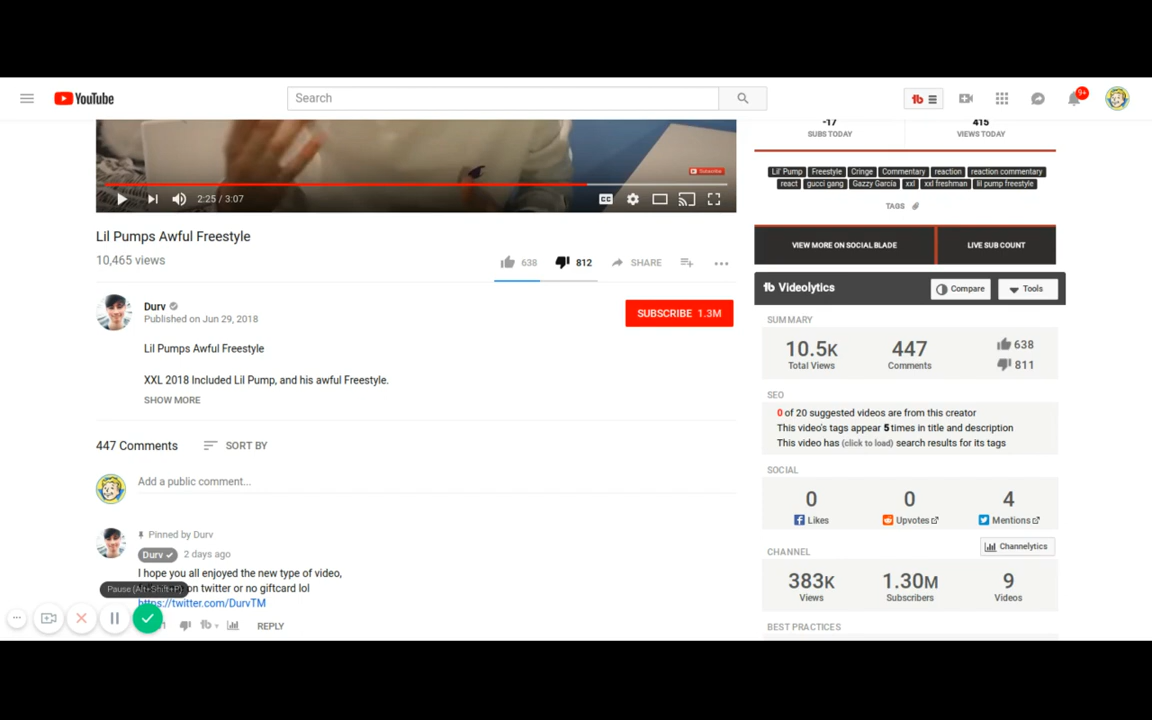 YouTube
Search
9+
-17
SUBS TODAY
415
VIEWS TODAY
Subscribe
Lil' Pump Freestyle Cringe Commentary reaction reaction commentary
react gucci gang Gazzy Garcia xxl xxl freshman lil pump freestyle
TAGS
2:25 / 3:07
CC
Lil Pumps Awful Freestyle
10,465 views
638
812
SHARE
VIEW MORE ON SOCIAL BLADE
LIVE SUB COUNT
Videolytics
Compare
Tools
Durv
Published on Jun 29, 2018
SUBSCRIBE 1.3M
Lil Pumps Awful Freestyle
XXL 2018 Included Lil Pump, and his awful Freestyle.
SHOW MORE
SUMMARY
10.5K
Total Views
447
Comments
638
811
SEO
0 of 20 suggested videos are from this creator
This video's tags appear 5 times in title and description
This video has (click to load) search results for its tags
447 Comments
SORT BY
Add a public comment...
SOCIAL
0
Likes
0
Upvotes
4
Mentions
Pinned by Durv
Durv
2 days ago
I hope you all enjoyed the new type of video,
on twitter or no giftcard lol
https://twitter.com/DurvTM
Pause (Alt+Shift+P)
REPLY
CHANNEL
Channelytics
383K
Views
1.30M
Subscribers
9
Videos
BEST PRACTICES